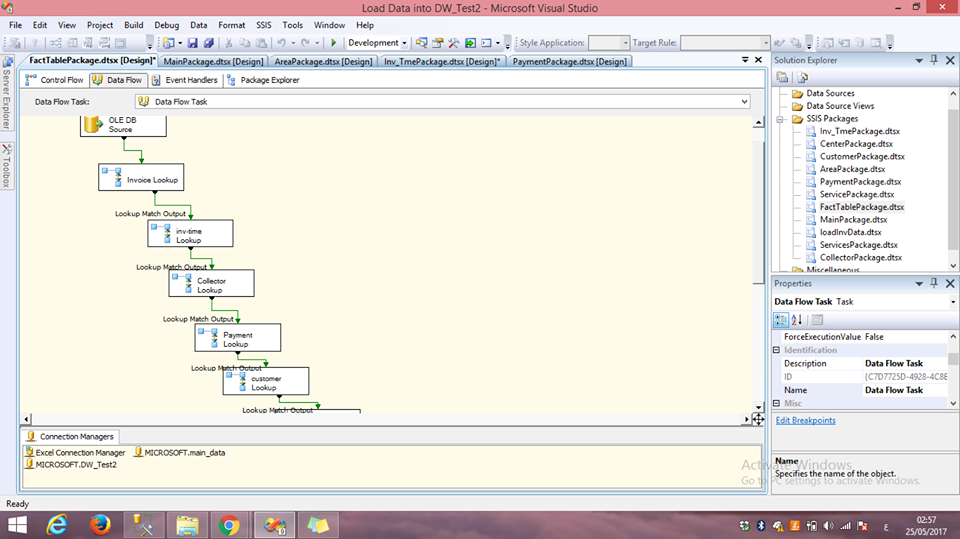 Load Data into DW_Test2 - Microsoft Visual Studio
File Edit View Project Build Debug Data Format SSIS Tools Window Help
Development
Style Application:
Target Rule:
FactTablePackage.dtsx [Design]* MainPackage.dtsx [Design] AreaPackage.dtsx [Design] Inv_TmePackage.dtsx [Design]* PaymentPackage.dtsx [Design]
Control Flow Data Flow Event Handlers Package Explorer
Data Flow Task: Data Flow Task
Server Explorer
Toolbox
OLE DB
Source
Invoice Lookup
Lookup Match Output
inv-time
Lookup
Lookup Match Output
Collector
Lookup
Lookup Match Output
Payment
Lookup
Lookup Match Output
customer
Lookup
Lookup Match Output
Connection Managers
Excel Connection Manager MICROSOFT.main_data
MICROSOFT.DW_Test2
Solution Explorer
Data Sources
Data Source Views
SSIS Packages
Inv_TmePackage.dtsx
CenterPackage.dtsx
CustomerPackage.dtsx
AreaPackage.dtsx
PaymentPackage.dtsx
ServicePackage.dtsx
FactTablePackage.dtsx
MainPackage.dtsx
loadInvData.dtsx
ServicesPackage.dtsx
CollectorPackage.dtsx
Miscellaneous
Properties
Data Flow Task Task
ForceExecutionValue False
Identification
Description Data Flow Task
ID {C7D7725D-4928-4C8E
Name Data Flow Task
Misc
Edit Breakpoints
Name
Specifies the name of the object.
Activate Windows
Go to PC settings to activate Windows.
Ready
ع
02:57
25/05/2017